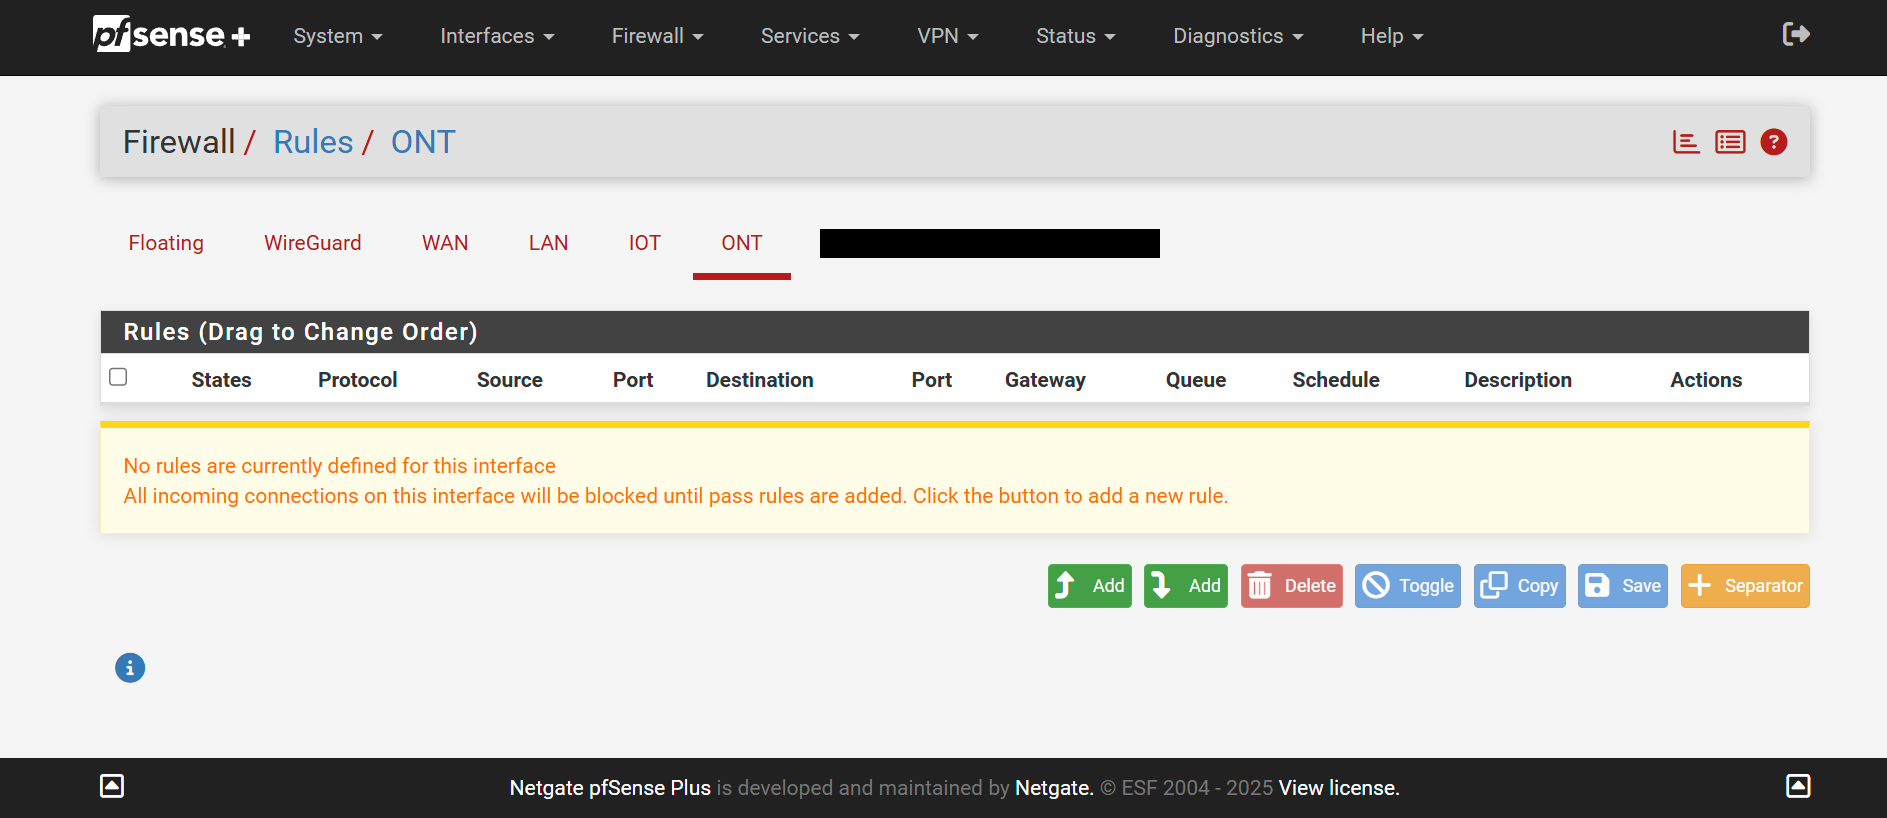 pfsense+ System Interfaces Firewall Services VPN Status Diagnostics Help
Firewall / Rules / ONT
Floating WireGuard WAN LAN IOT ONT
Rules (Drag to Change Order)
States Protocol Source Port Destination Port Gateway Queue Schedule Description Actions
No rules are currently defined for this interface
All incoming connections on this interface will be blocked until pass rules are added. Click the button to add a new rule.
Add Add Delete Toggle Copy Save Separator
Netgate pfSense Plus is developed and maintained by Netgate. © ESF 2004 - 2025 View license.